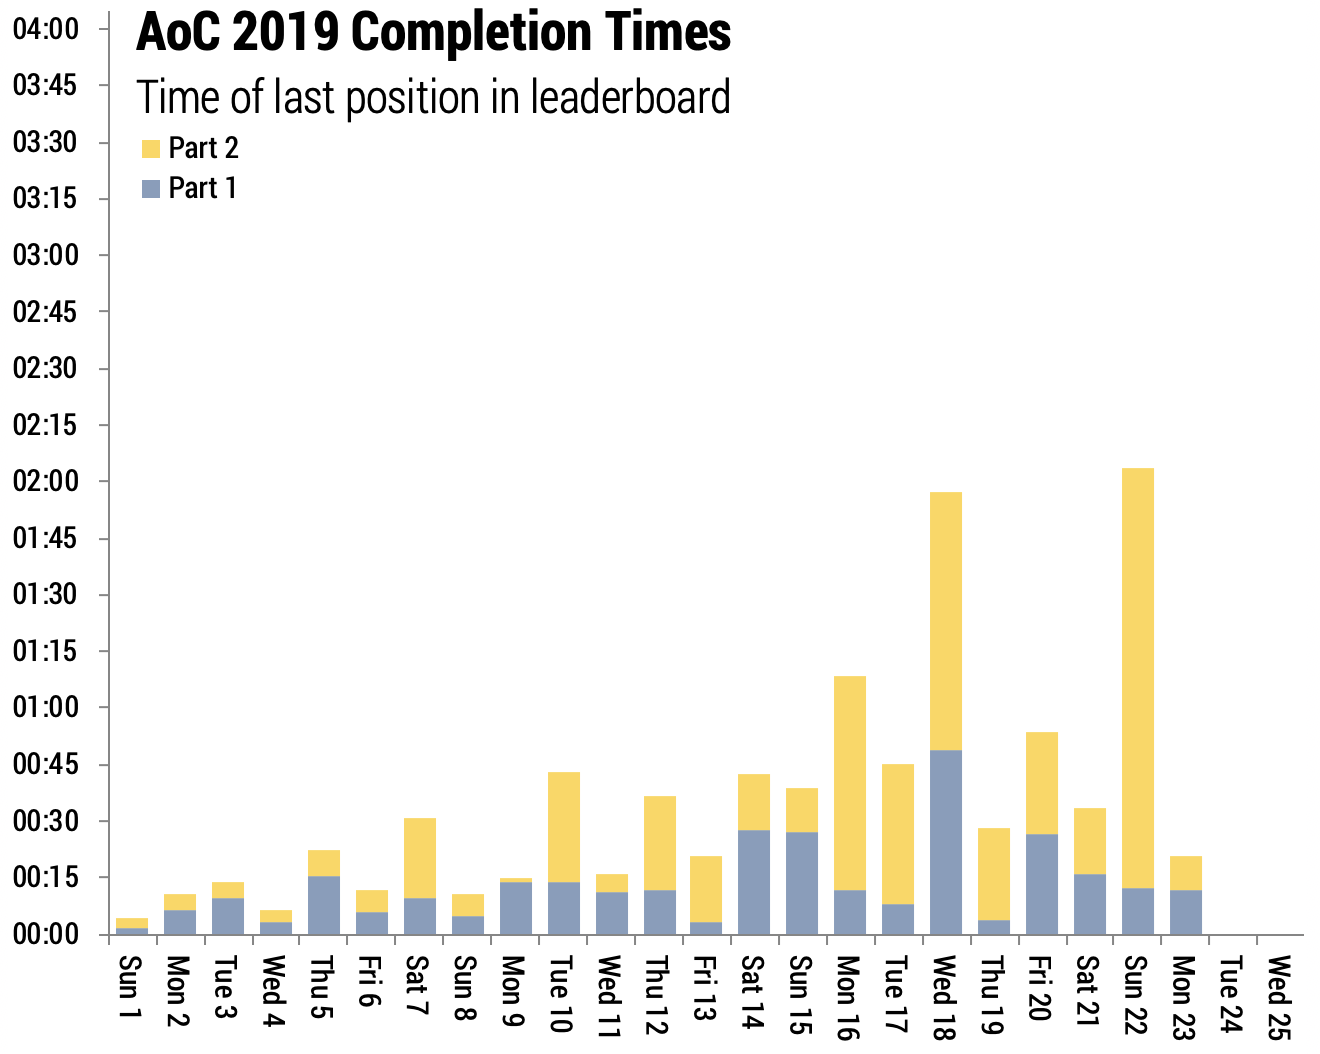 AoC 2019 Completion Times
Time of last position in leaderboard
Part 2
Part 1
04:00
03:45
03:30
03:15
03:00
02:45
02:30
02:15
02:00
01:45
01:30
01:15
01:00
00:45
00:30
00:15
00:00
Sun 1
Mon 2
Tue 3
Wed 4
Thu 5
Fri 6
Sat 7
Sun 8
Mon 9
Tue 10
Wed 11
Thu 12
Fri 13
Sat 14
Sun 15
Mon 16
Tue 17
Wed 18
Thu 19
Fri 20
Sat 21
Sun 22
Mon 23
Tue 24
Wed 25